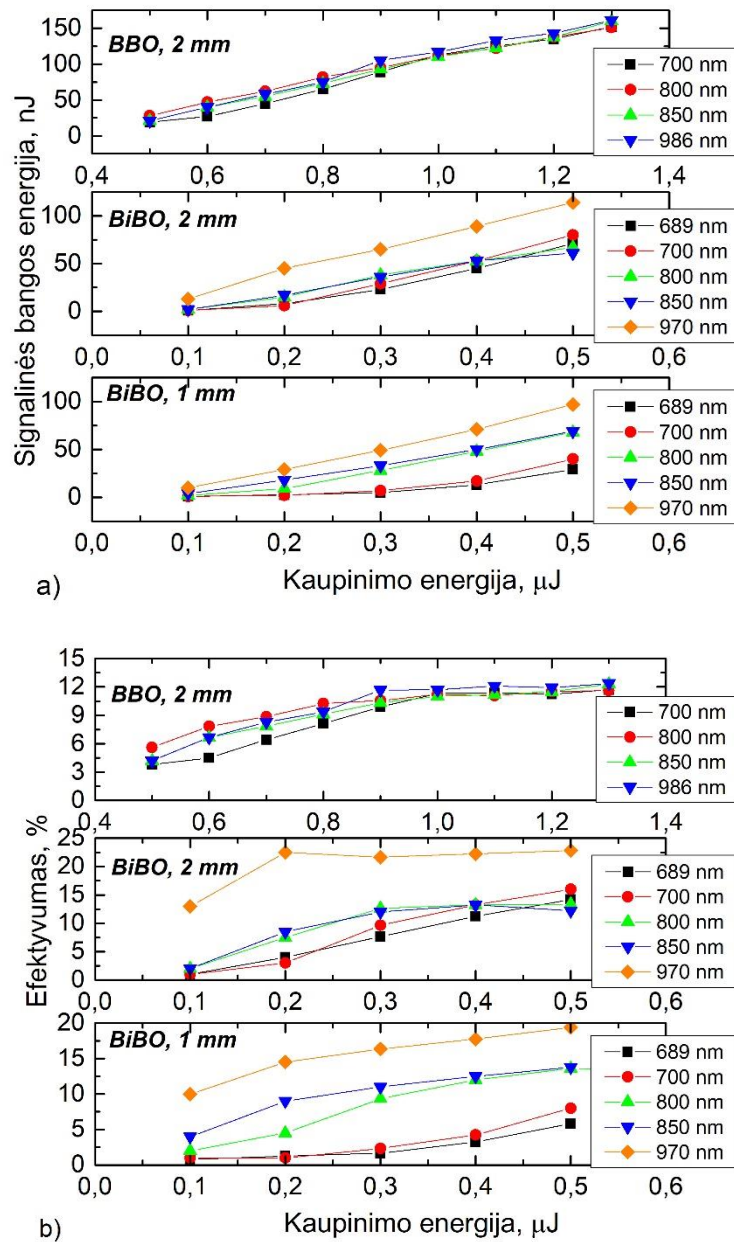 BBO, 2 mm
150
100
50
0
700 nm
800 nm
850 nm
986 nm
0,4 0,6 0,8 1,0 1,2 1,4
Signalinės bangos energija, nJ
BiBO, 2 mm
100
50
0
689 nm
700 nm
800 nm
850 nm
970 nm
0,0 0,1 0,2 0,3 0,4 0,5 0,6
BiBO, 1 mm
100
50
0
689 nm
700 nm
800 nm
850 nm
970 nm
0,0 0,1 0,2 0,3 0,4 0,5 0,6
a)
Kaupinimo energija, μJ
15
12
9
6
3
0
BBO, 2 mm
700 nm
800 nm
850 nm
986 nm
0,4 0,6 0,8 1,0 1,2 1,4
Efektyvumas, %
25
20
15
10
5
0
BiBO, 2 mm
689 nm
700 nm
800 nm
850 nm
970 nm
0,0 0,1 0,2 0,3 0,4 0,5 0,6
20
15
10
5
0
BiBO, 1 mm
689 nm
700 nm
800 nm
850 nm
970 nm
0,0 0,1 0,2 0,3 0,4 0,5 0,6
b)
Kaupinimo energija, μJ